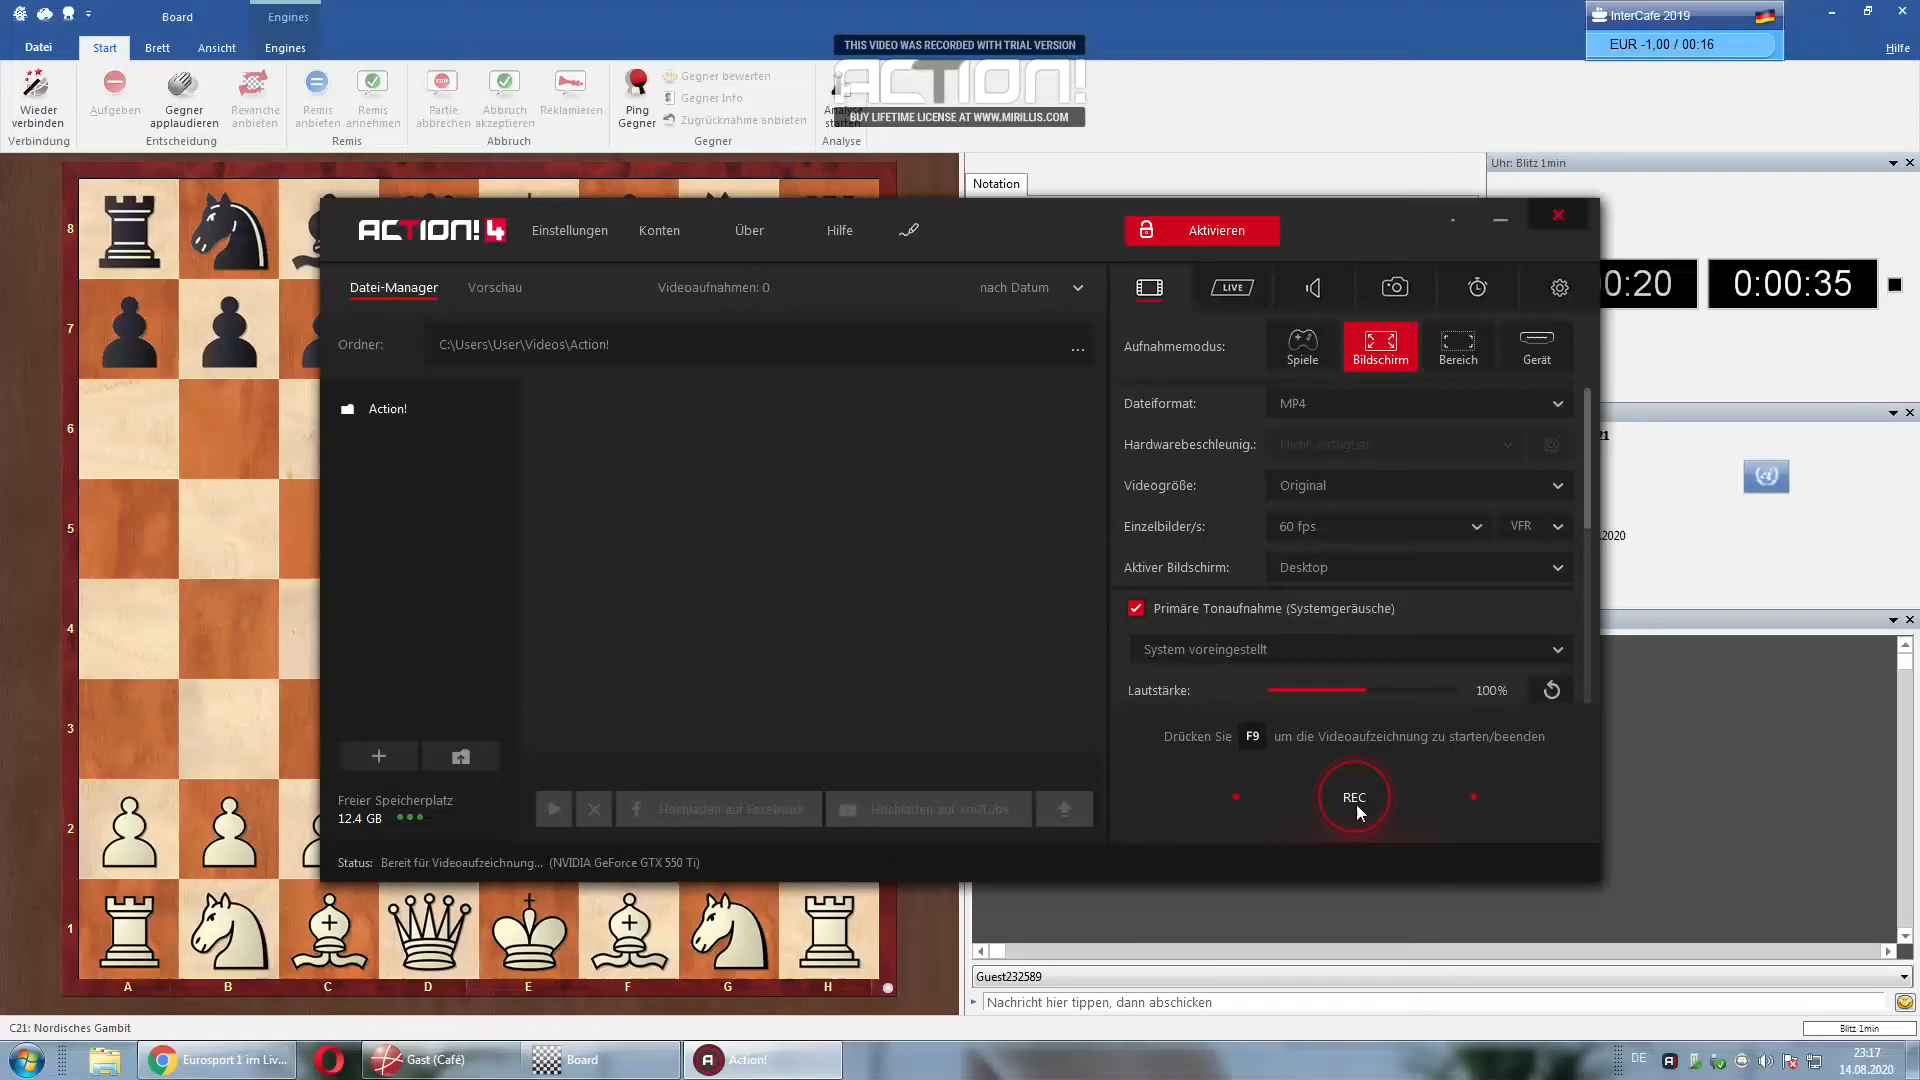 Board
Engines
InterCafe 2019
EUR -1,00 / 00:16
Datei
Start
Brett
Ansicht
Engines
Hilfe
THIS VIDEO WAS RECORDED WITH TRIAL VERSION
ACTION!
BUY LIFETIME LICENSE AT WWW.MIRILLIS.COM
Wieder verbinden
Aufgeben
Gegner applaudieren
Revanche anbieten
Remis anbieten
Remis annehmen
Partie abbrechen
Abbruch akzeptieren
Reklamieren
Ping Gegner
Gegner bewerten
Gegner Info
Zugrücknahme anbieten
Analyse starten
Verbindung
Entscheidung
Remis
Abbruch
Gegner
Analyse
Notation
Uhr: Blitz 1min
0:20
0:00:35
8
7
6
5
4
3
2
1
A B C D E F G H
ACTION! 4
Einstellungen
Konten
Über
Hilfe
Aktivieren
Datei-Manager
Vorschau
Videoaufnahmen: 0
nach Datum
LIVE
Ordner:
C:\Users\User\Videos\Action!
...
Action!
Aufnahmemodus:
Spiele
Bildschirm
Bereich
Gerät
Dateiformat:
MP4
Hardwarebeschleunig.:
Videogröße:
Original
Einzelbilder/s:
60 fps
VFR
Aktiver Bildschirm:
Desktop
Primäre Tonaufnahme (Systemgeräusche)
System voreingestellt
Lautstärke:
100%
Drücken Sie F9 um die Videoaufzeichnung zu starten/beenden
REC
Freier Speicherplatz
12.4 GB
Hochladen auf Facebook
Hochladen auf YouTube
Status: Bereit für Videoaufzeichnung... (NVIDIA GeForce GTX 550 Ti)
21
.2020
Guest232589
Nachricht hier tippen, dann abschicken
C21: Nordisches Gambit
Blitz 1min
Eurosport 1 im Liv...
Gast (Café)
Board
Action!
DE
23:17
14.08.2020